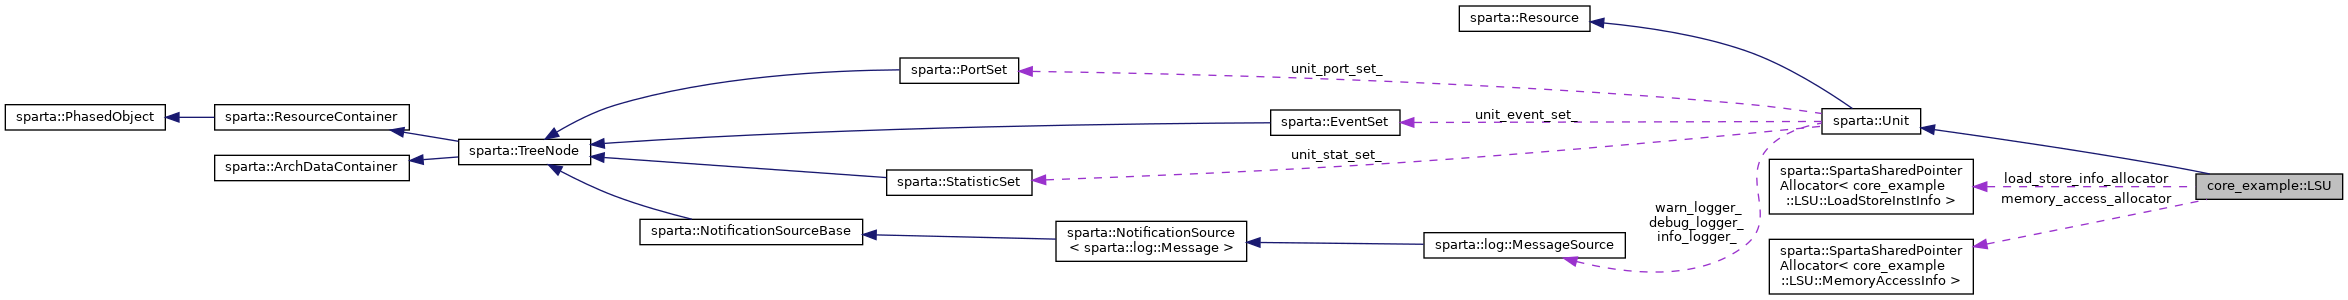 sparta::Resource
sparta::PortSet
unit_port_set_
sparta::PhasedObject
sparta::ResourceContainer
sparta::EventSet
unit_event_set_
sparta::Unit
sparta::TreeNode
unit_stat_set_
sparta::ArchDataContainer
sparta::StatisticSet
sparta::SpartaSharedPointer
Allocator< core_example
::LSU::LoadStoreInstInfo >
load_store_info_allocator
memory_access_allocator
core_example::LSU
warn_logger_
debug_logger_
info_logger_
sparta::NotificationSourceBase
sparta::NotificationSource
< sparta::log::Message >
sparta::log::MessageSource
sparta::SpartaSharedPointer
Allocator< core_example
::LSU::MemoryAccessInfo >